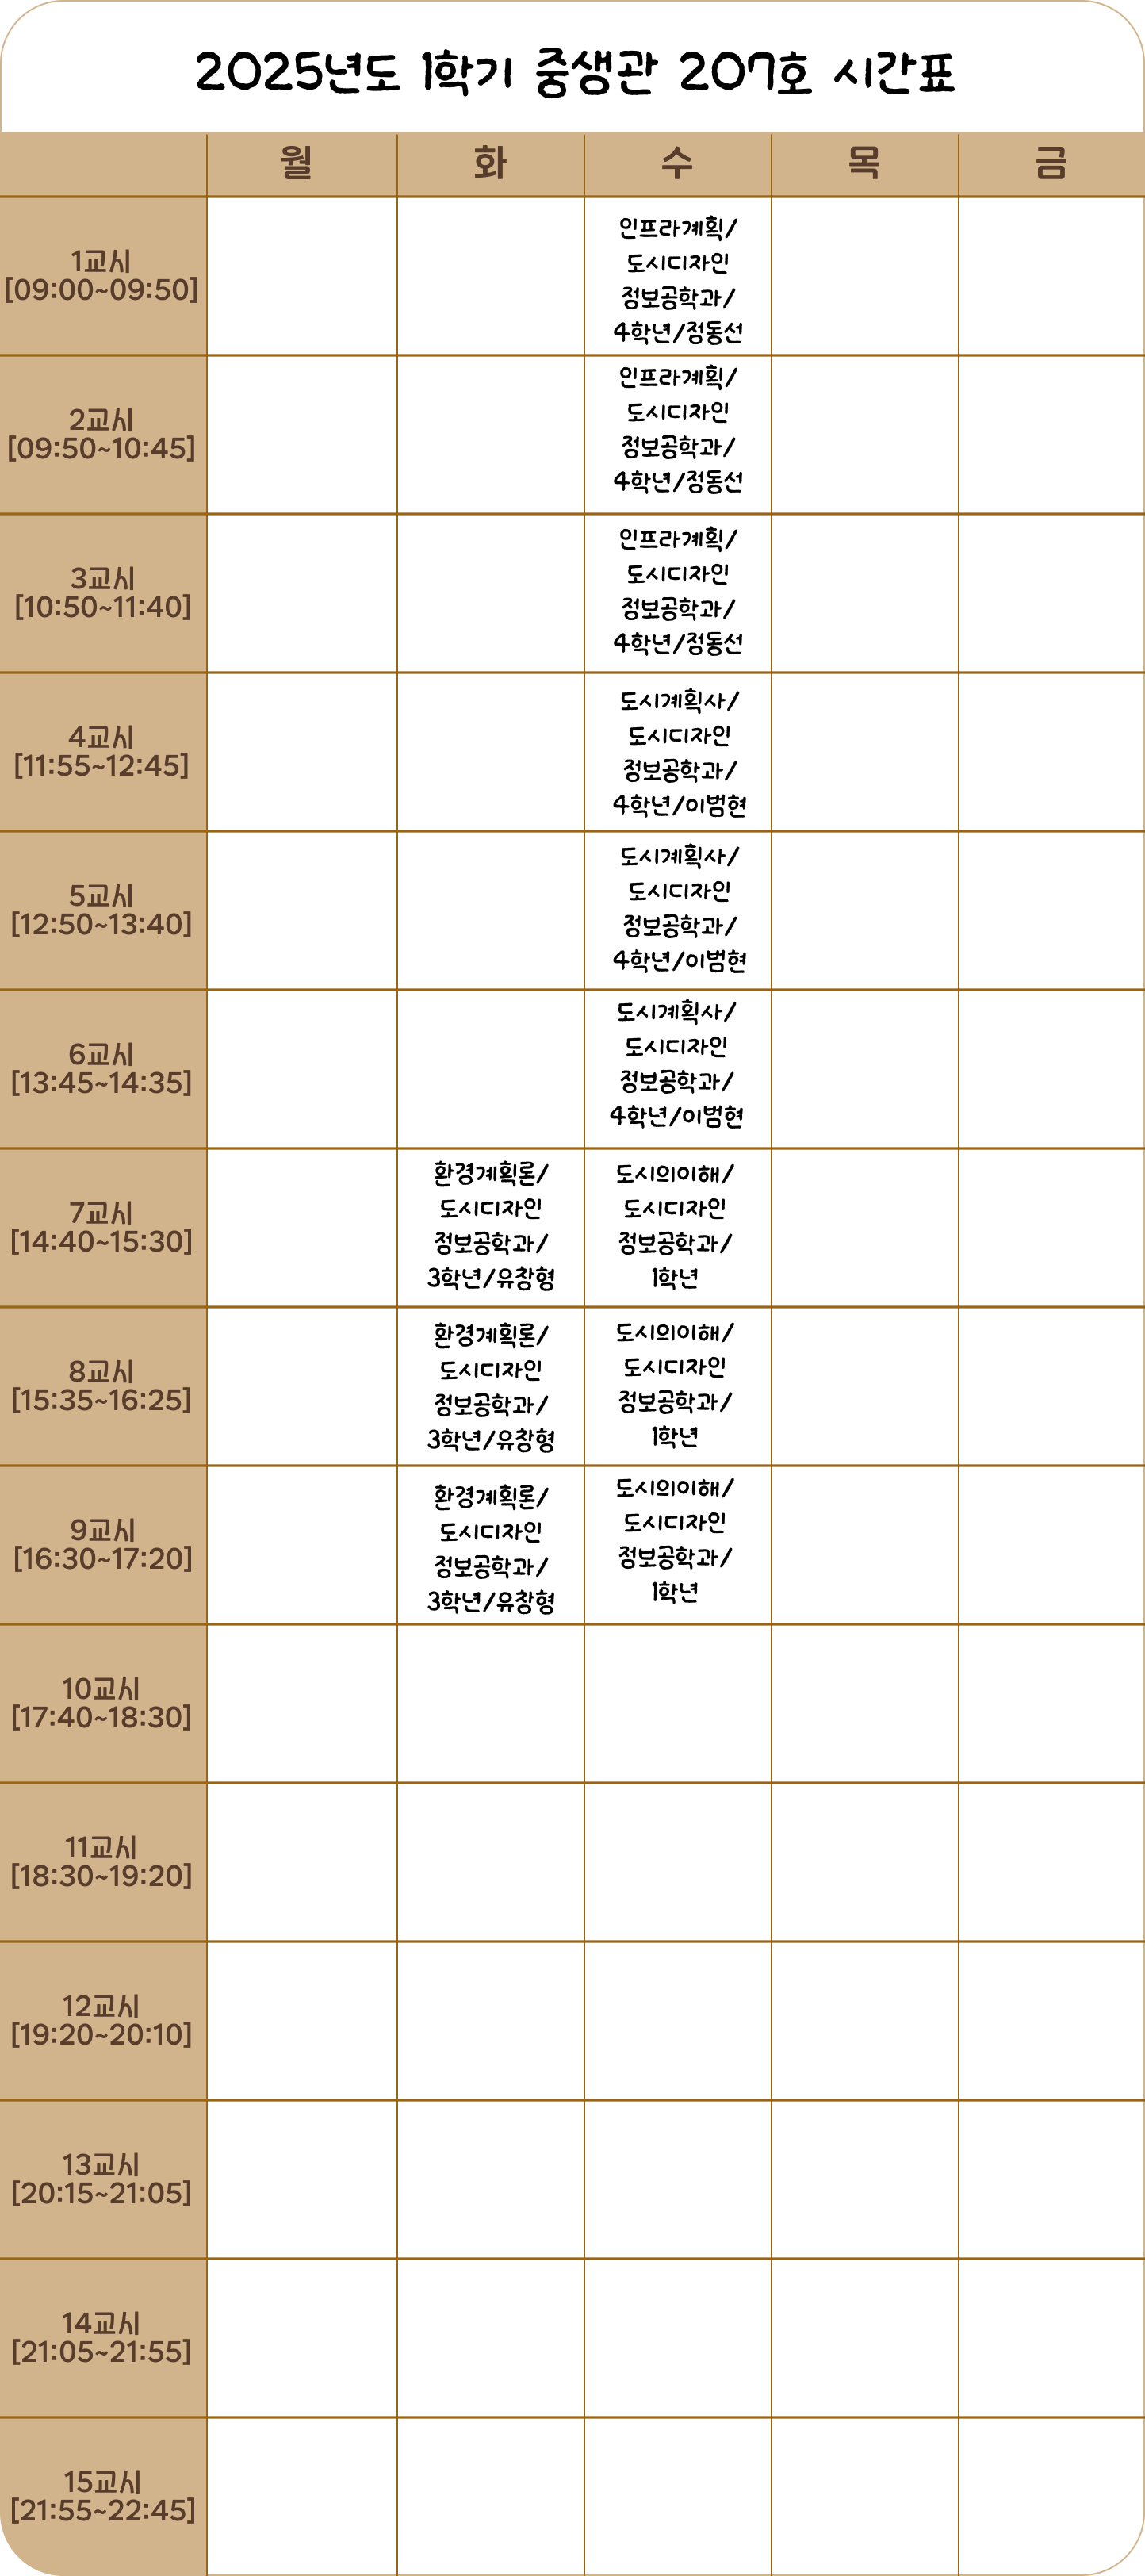 2025년도 1학기 중생관 207호 시간표
월 화 수 목 금
1교시
[09:00~09:50]
인프라계획/
도시디자인
정보공학과/
4학년/정동선
2교시
[09:50~10:45]
인프라계획/
도시디자인
정보공학과/
4학년/정동선
3교시
[10:50~11:40]
인프라계획/
도시디자인
정보공학과/
4학년/정동선
4교시
[11:55~12:45]
도시계획사/
도시디자인
정보공학과/
4학년/이범현
5교시
[12:50~13:40]
도시계획사/
도시디자인
정보공학과/
4학년/이범현
6교시
[13:45~14:35]
도시계획사/
도시디자인
정보공학과/
4학년/이범현
7교시
[14:40~15:30]
환경계획론/
도시디자인
정보공학과/
3학년/유창형
도시의이해/
도시디자인
정보공학과/
1학년
8교시
[15:35~16:25]
환경계획론/
도시디자인
정보공학과/
3학년/유창형
도시의이해/
도시디자인
정보공학과/
1학년
9교시
[16:30~17:20]
환경계획론/
도시디자인
정보공학과/
3학년/유창형
도시의이해/
도시디자인
정보공학과/
1학년
10교시
[17:40~18:30]
11교시
[18:30~19:20]
12교시
[19:20~20:10]
13교시
[20:15~21:05]
14교시
[21:05~21:55]
15교시
[21:55~22:45]